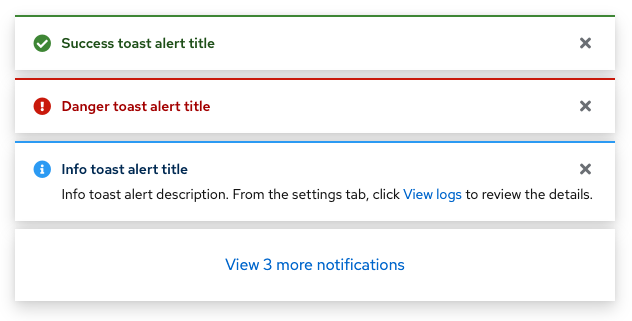 Success toast alert title
Danger toast alert title
Info toast alert title
Info toast alert description. From the settings tab, click View logs to review the details.
View 3 more notifications